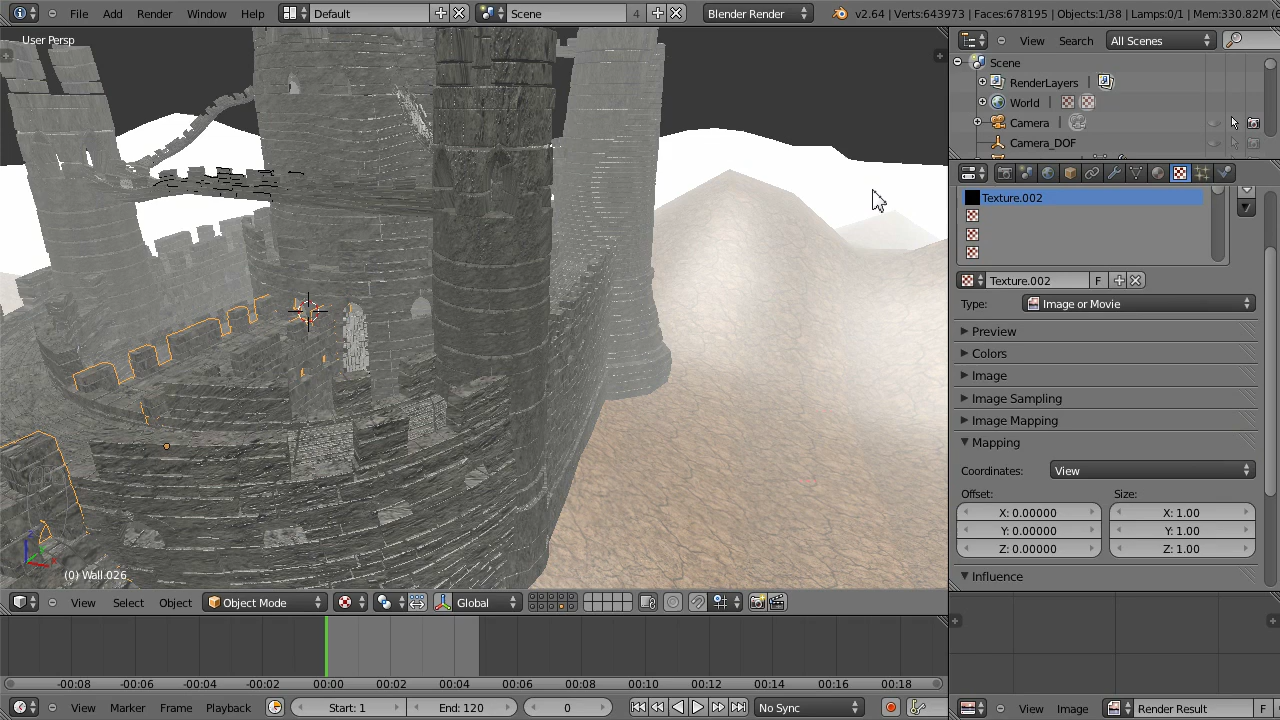 File Add Render Window Help Default Scene 4 Blender Render v2.64 | Verts:643973 | Faces:678195 | Objects:1/38 | Lamps:0/1 | Mem:330.82M
User Persp
View Search All Scenes
Scene
RenderLayers
World
Camera
Camera_DOF
Texture.002
Texture.002 F
Type: Image or Movie
Preview
Colors
Image
Image Sampling
Image Mapping
Mapping
Coordinates: View
Offset: Size:
X: 0.00000 X: 1.00
Y: 0.00000 Y: 1.00
Z: 0.00000 Z: 1.00
Influence
(0) Wall.026
View Select Object Object Mode Global
-00:08 -00:06 -00:04 -00:02 00:00 00:02 00:04 00:06 00:08 00:10 00:12 00:14 00:16 00:18
View Marker Frame Playback Start: 1 End: 120 0 No Sync
View Image Render Result F